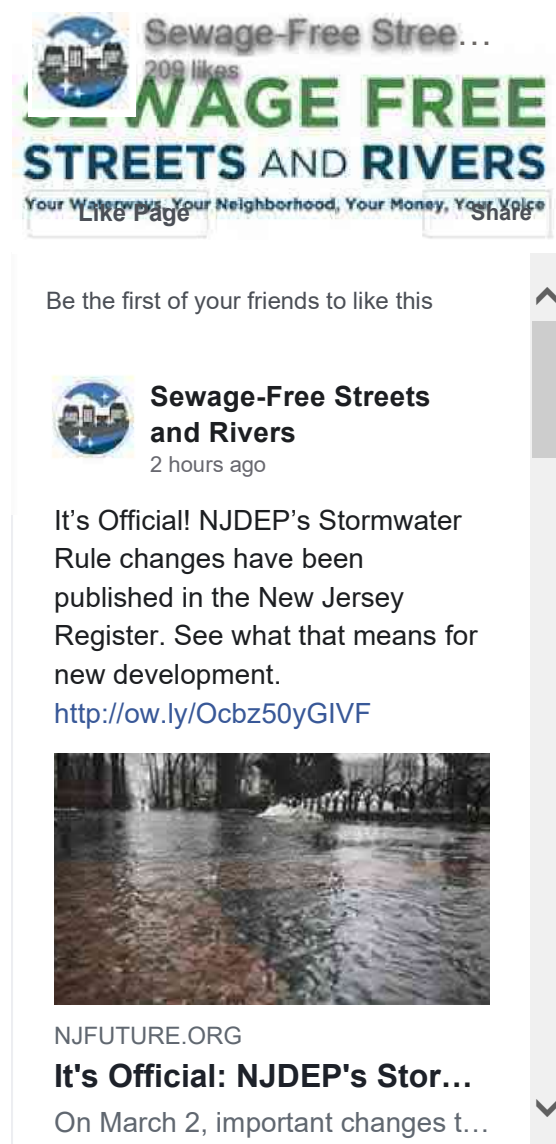 Sewage-Free Stree…
209 likes
SEWAGE FREE
STREETS AND RIVERS
Your Waterways, Your Neighborhood, Your Money, Your Voice
Like Page
Share
Be the first of your friends to like this
Sewage-Free Streets
and Rivers
2 hours ago
It’s Official! NJDEP’s Stormwater
Rule changes have been
published in the New Jersey
Register. See what that means for
new development.
http://ow.ly/Ocbz50yGIVF
NJFUTURE.ORG
It's Official: NJDEP's Stor…
On March 2, important changes t…